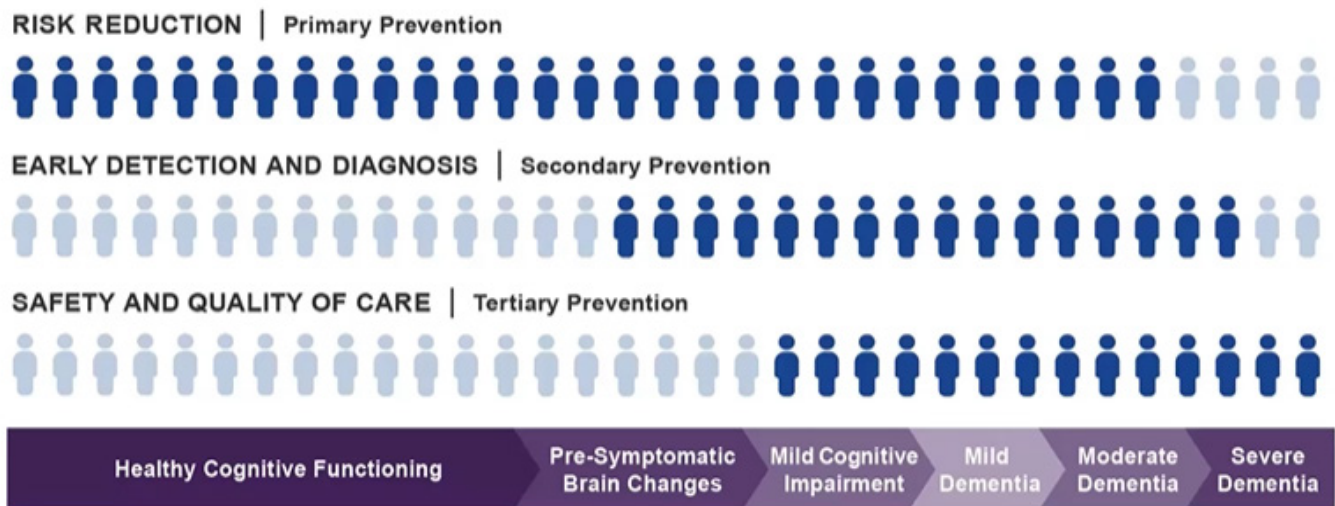 RISK REDUCTION | Primary Prevention
EARLY DETECTION AND DIAGNOSIS | Secondary Prevention
SAFETY AND QUALITY OF CARE | Tertiary Prevention
Healthy Cognitive Functioning
Pre-Symptomatic
Brain Changes
Mild Cognitive
Impairment
Mild
Dementia
Moderate
Dementia
Severe
Dementia